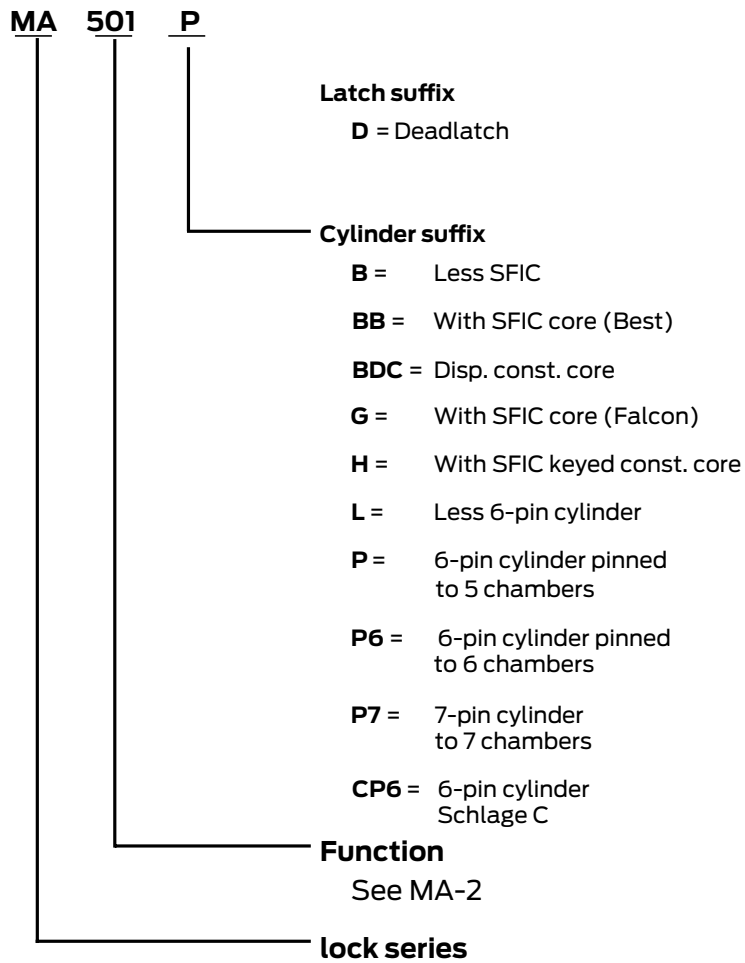 MA 501 P
Latch suffix
D = Deadlatch
Cylinder suffix
B = Less SFIC
BB = With SFIC core (Best)
BDC = Disp. const. core
G = With SFIC core (Falcon)
H = With SFIC keyed const. core
L = Less 6-pin cylinder
P = 6-pin cylinder pinned
to 5 chambers
P6 = 6-pin cylinder pinned
to 6 chambers
P7 = 7-pin cylinder
to 7 chambers
CP6 = 6-pin cylinder
Schlage C
Function
See MA-2
lock series